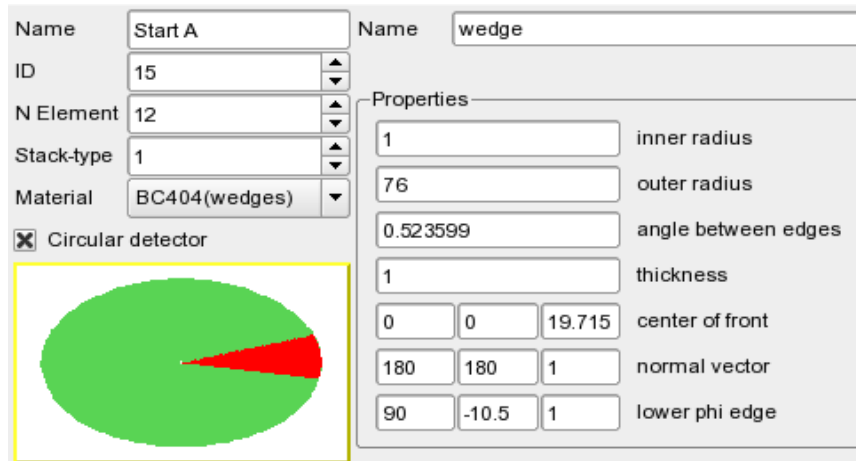 Name Start A Name wedge
ID 15
N Element 12
Properties
Stack-type 1
1 inner radius
Material BC404(wedges)
76 outer radius
Circular detector
0.523599 angle between edges
1 thickness
0 0 19.715 center of front
180 180 1 normal vector
90 -10.5 1 lower phi edge